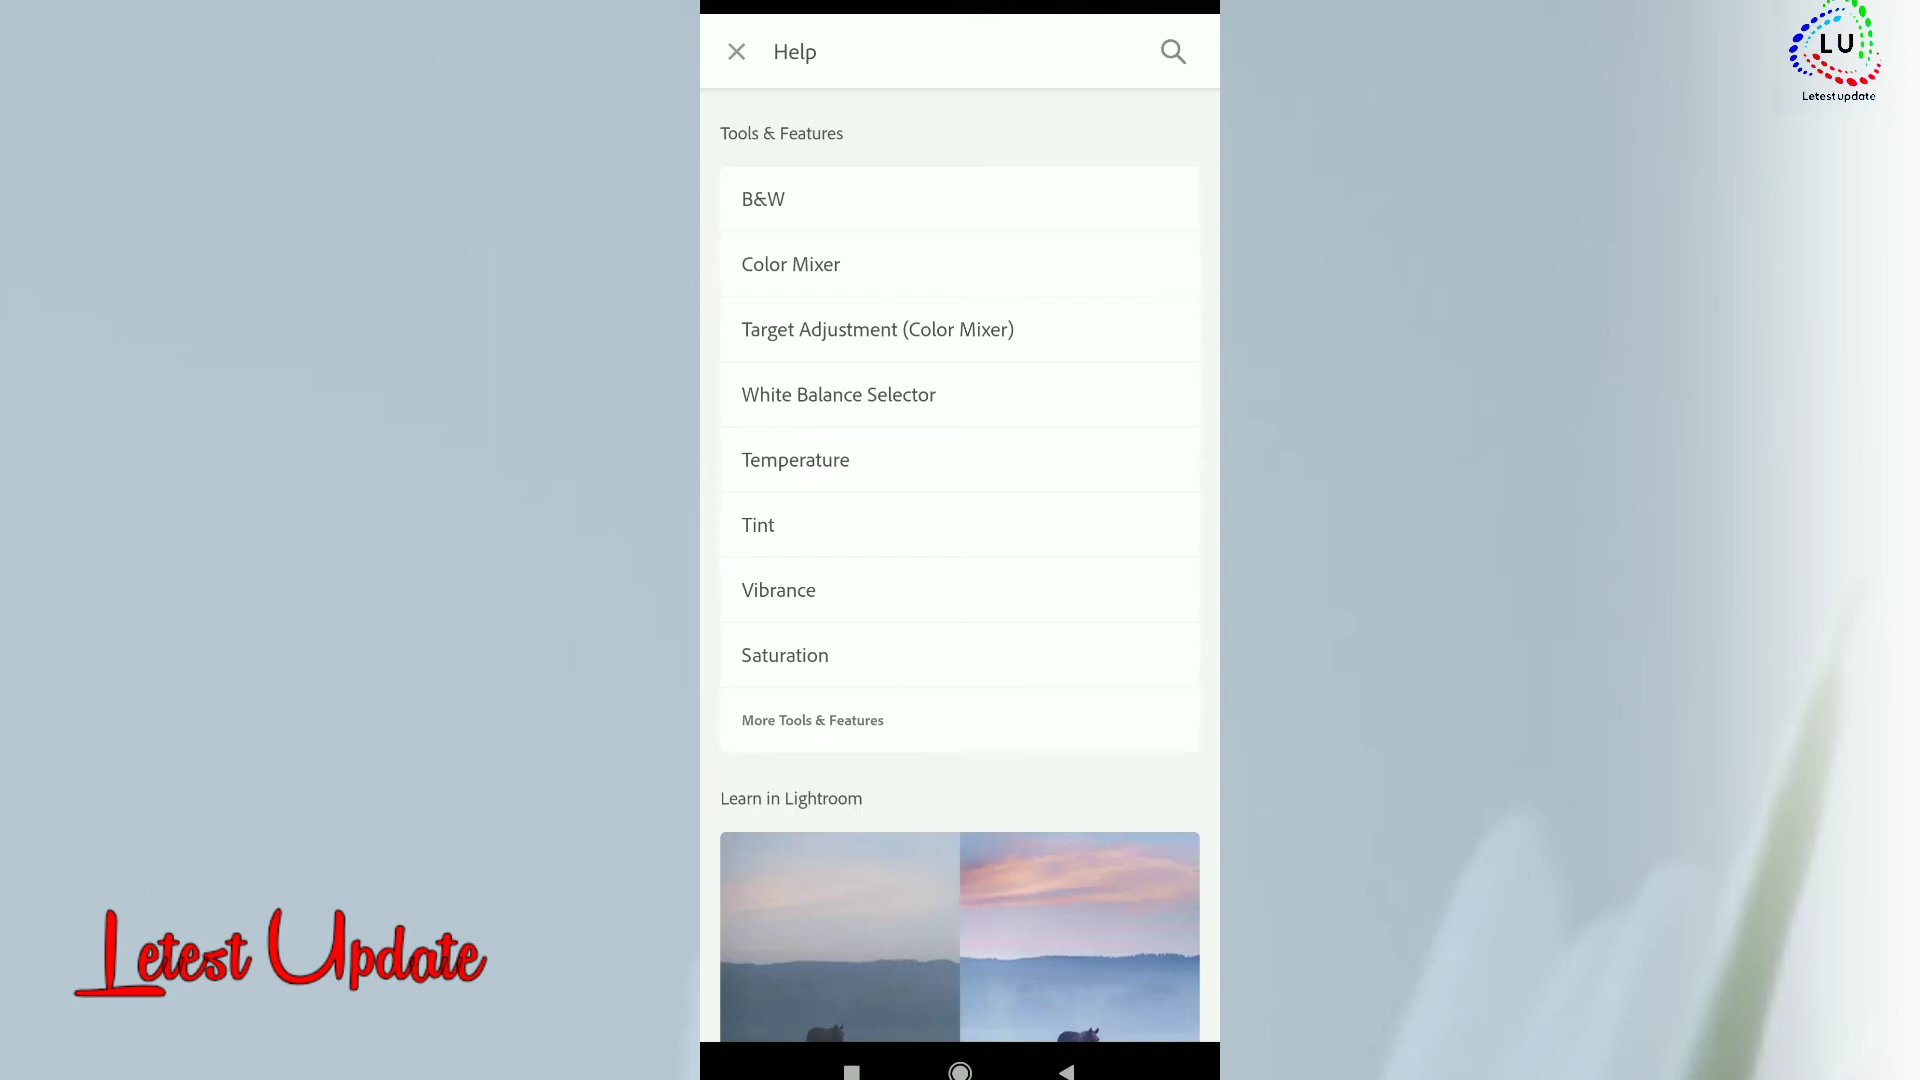 Help
LU
Letest update
Tools & Features
B&W
Color Mixer
Target Adjustment (Color Mixer)
White Balance Selector
Temperature
Tint
Vibrance
Saturation
More Tools & Features
Learn in Lightroom
Letest Update